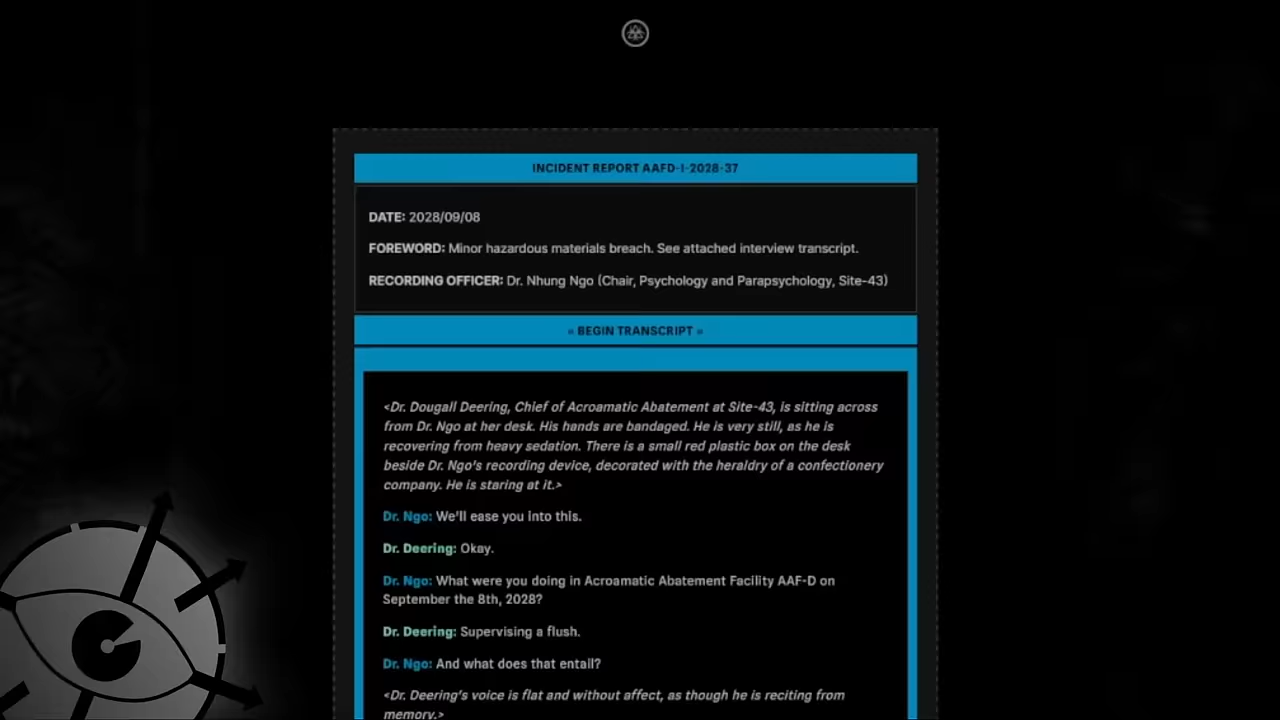 INCIDENT REPORT AAFD-I-2028-37
DATE: 2028/09/08
FOREWORD: Minor hazardous materials breach. See attached interview transcript.
RECORDING OFFICER: Dr. Nhung Ngo (Chair, Psychology and Parapsychology, Site-43)
« BEGIN TRANSCRIPT »
<Dr. Dougall Deering, Chief of Acroamatic Abatement at Site-43, is sitting across
from Dr. Ngo at her desk. His hands are bandaged. He is very still, as he is
recovering from heavy sedation. There is a small red plastic box on the desk
beside Dr. Ngo's recording device, decorated with the heraldry of a confectionery
company. He is staring at it.>
Dr. Ngo: We'll ease you into this.
Dr. Deering: Okay.
Dr. Ngo: What were you doing in Acroamatic Abatement Facility AAF-D on
September the 8th, 2028?
Dr. Deering: Supervising a flush.
Dr. Ngo: And what does that entail?
<Dr. Deering's voice is flat and without affect, as though he is reciting from
memory.>